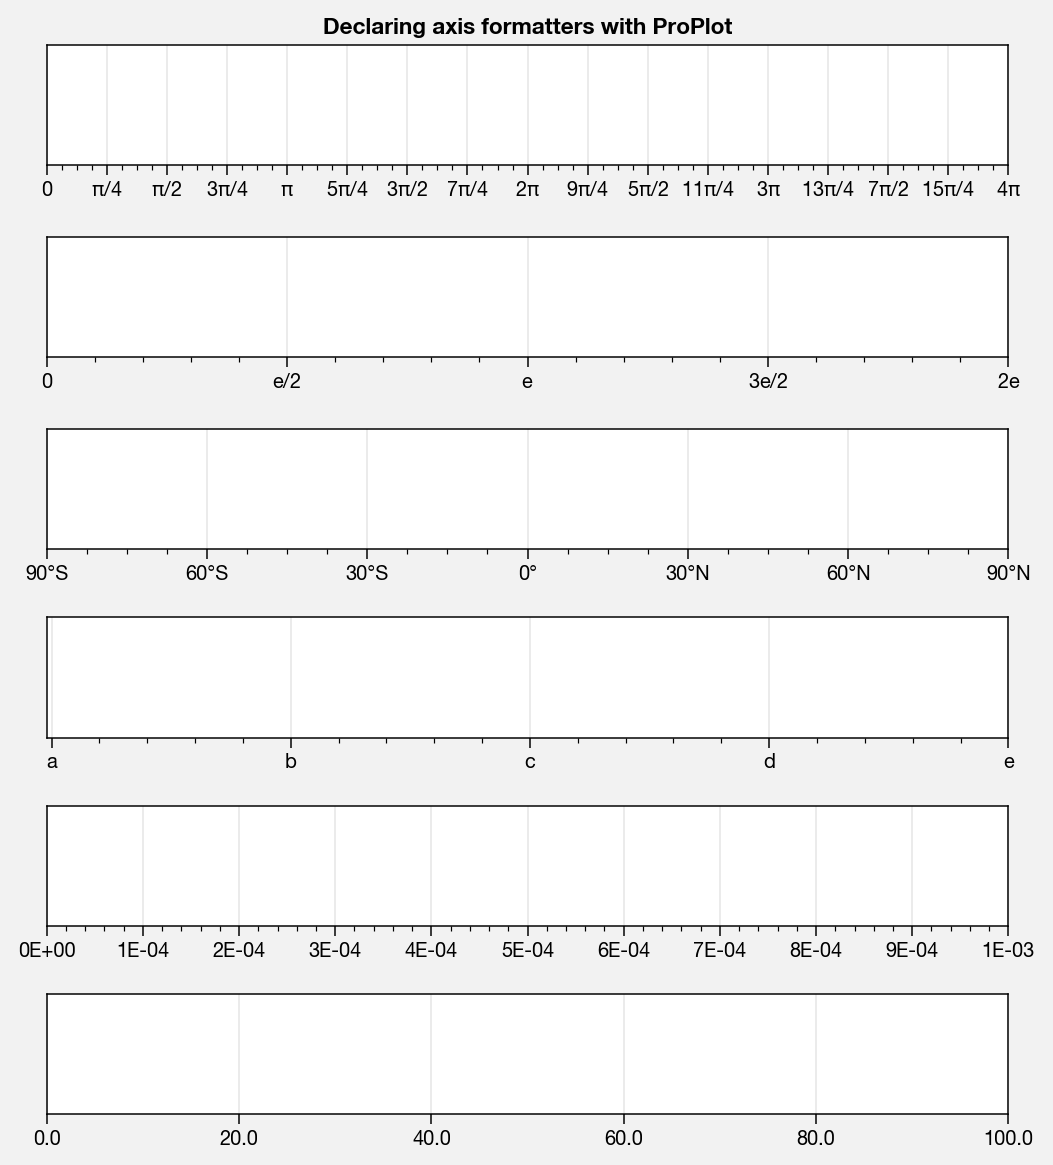 Declaring axis formatters with ProPlot
0 π/4 π/2 3π/4 π 5π/4 3π/2 7π/4 2π 9π/4 5π/2 11π/4 3π 13π/4 7π/2 15π/4 4π
0 e/2 e 3e/2 2e
90°S 60°S 30°S 0° 30°N 60°N 90°N
a b c d e
0E+00 1E-04 2E-04 3E-04 4E-04 5E-04 6E-04 7E-04 8E-04 9E-04 1E-03
0.0 20.0 40.0 60.0 80.0 100.0